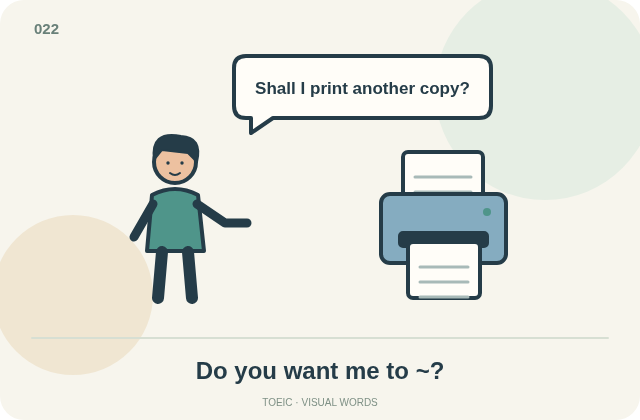 022
Shall I print another copy?
Do you want me to ~?
TOEIC · VISUAL WORDS